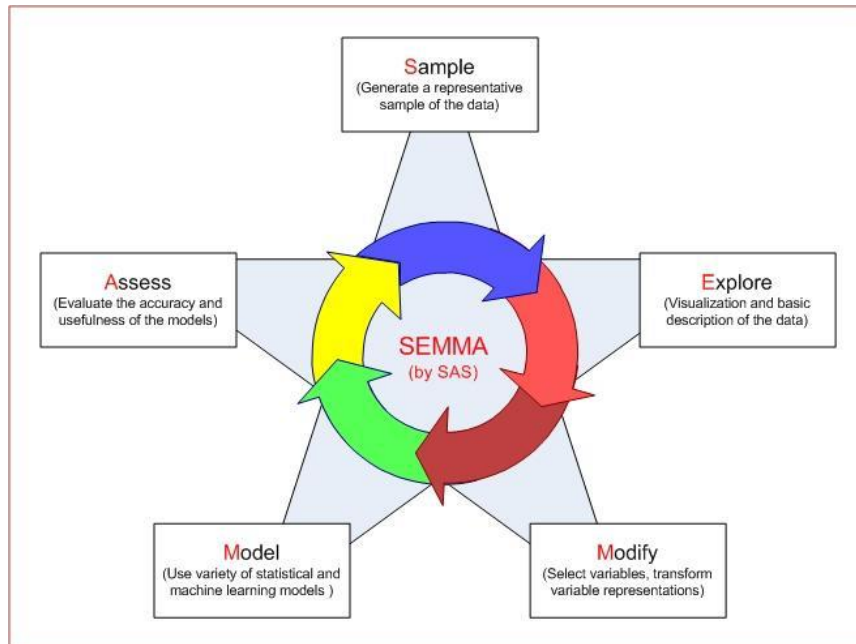 Sample
(Generate a representative
sample of the data)
Assess
(Evaluate the accuracy and
usefulness of the models)
Explore
(Visualization and basic
description of the data)
SEMMA
(by SAS)
Model
(Use variety of statistical and
machine learning models )
Modify
(Select variables, transform
variable representations)